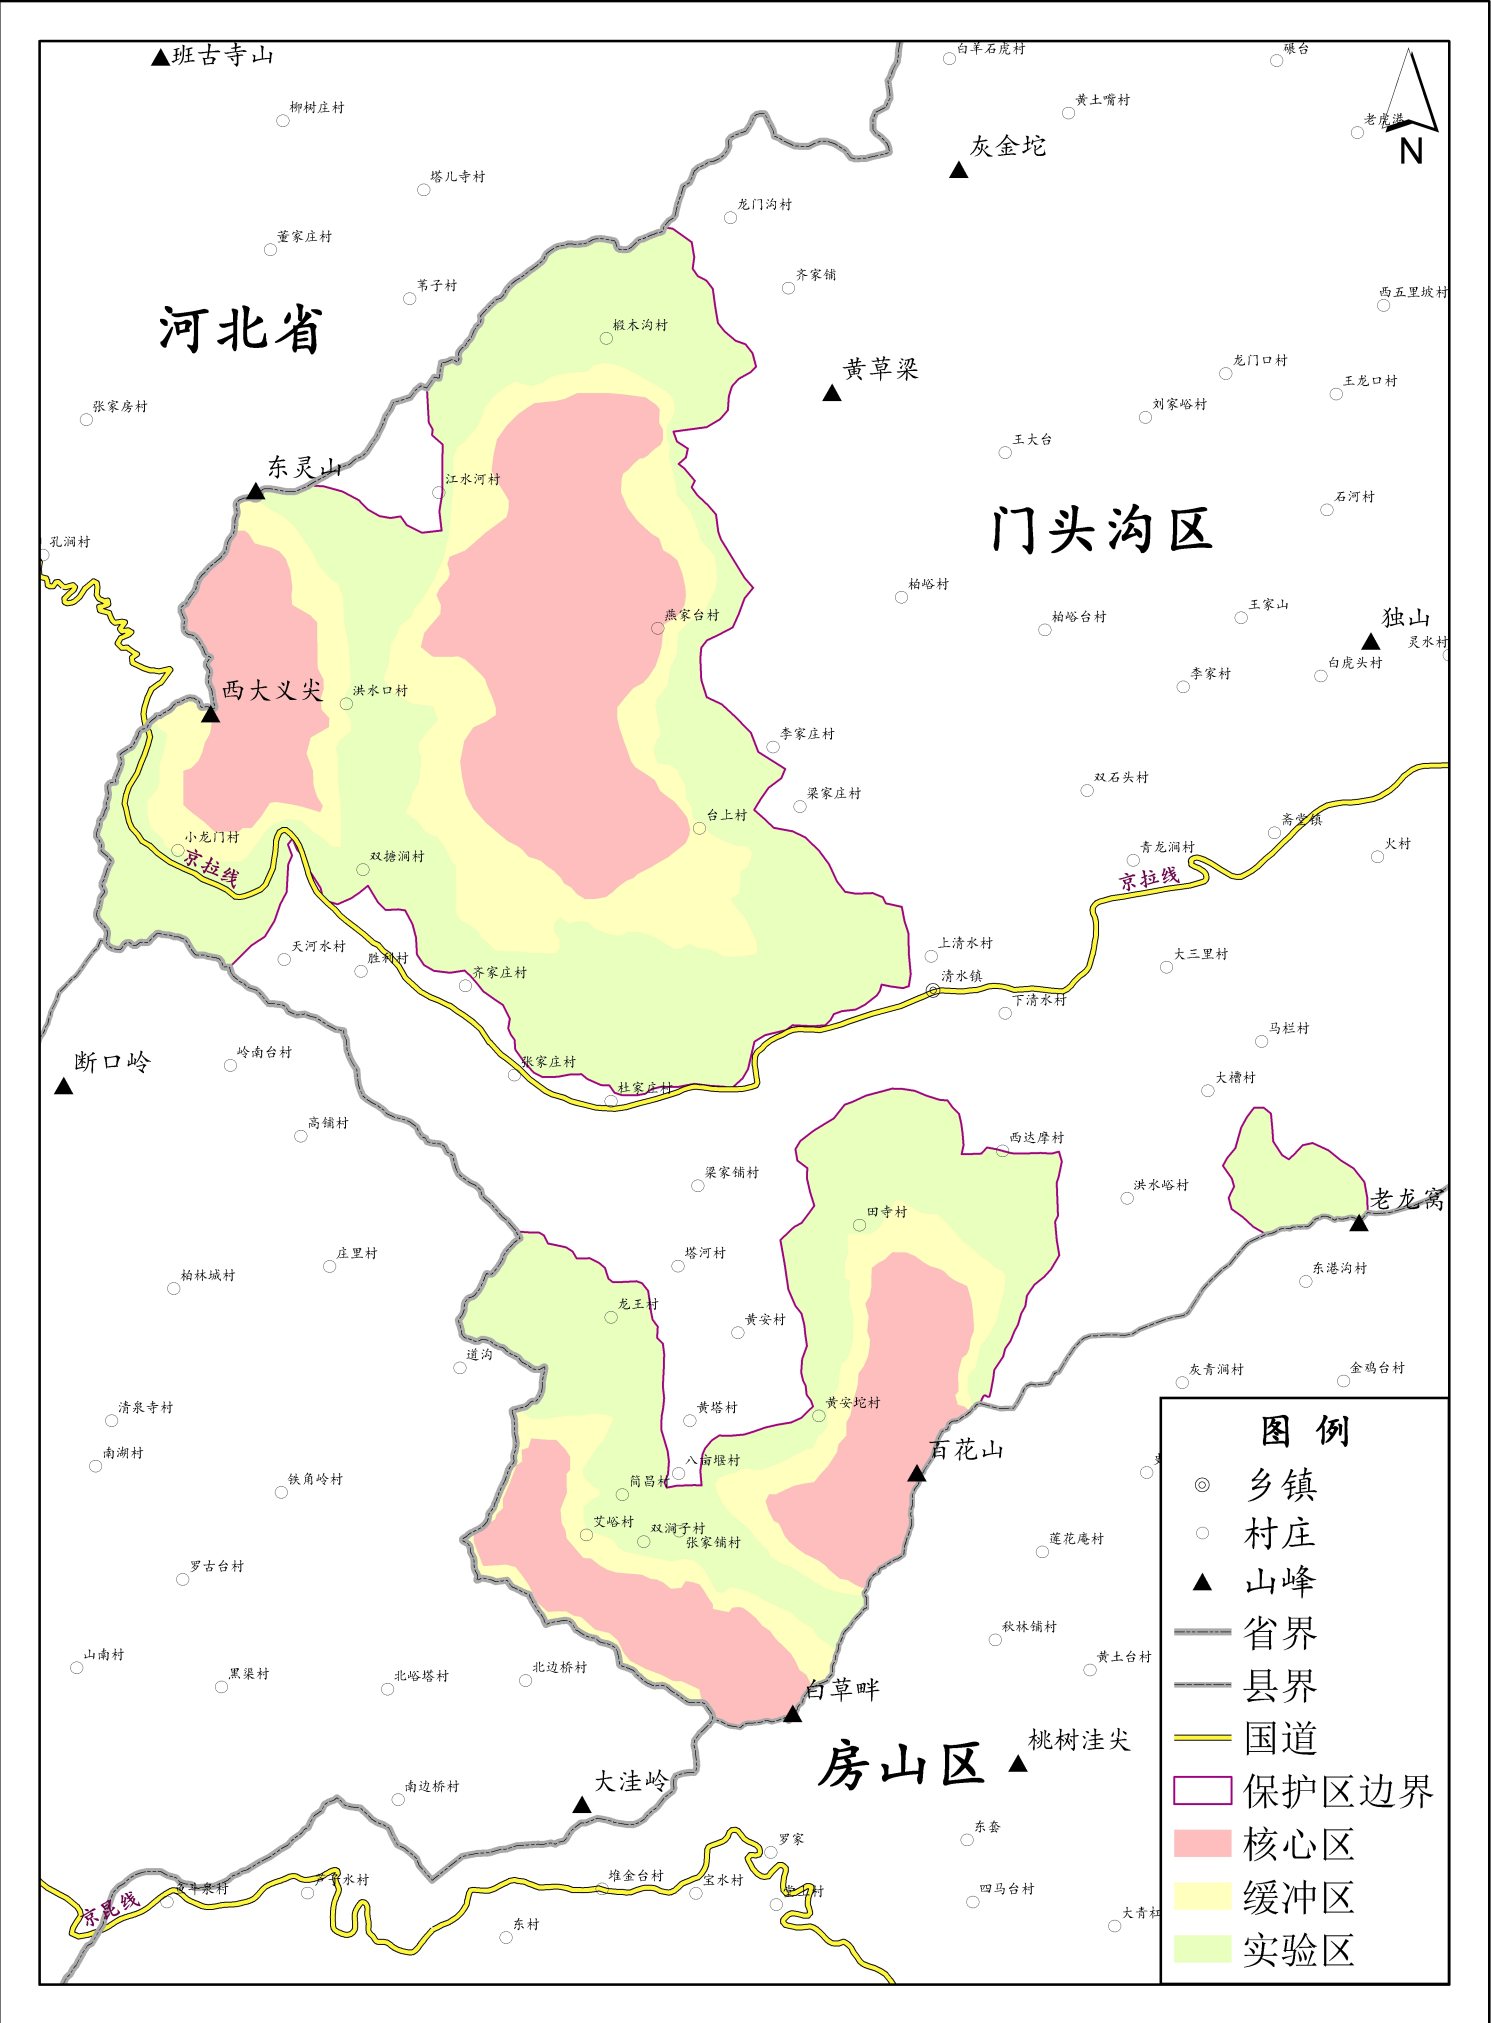 班古寺山
白羊石虎村
碾台
柳树庄村
黄土嘴村
老虎港
N
灰金坨
塔儿寺村
龙门沟村
董家庄村
齐家铺
苇子村
西五里坡村
河北省
椴木沟村
龙门口村
黄草梁
王龙口村
张家房村
刘家峪村
王大台
东灵山
江水河村
石河村
门头沟区
孔涧村
柏峪村
王家山
燕家台村
柏峪台村
独山
灵水村
白虎头村
李家村
西大义尖
洪水口村
李家庄村
双石头村
梁家庄村
台上村
斋堂镇
小龙门村
火村
京拉线
双塘涧村
青龙涧村
京拉线
天河水村
上清水村
胜利村
大三里村
齐家庄村
清水镇
下清水村
马栏村
岭南台村
断口岭
张家庄村
大槽村
杜家庄村
高铺村
西达摩村
梁家铺村
洪水峪村
老龙窝
田寺村
庄里村
塔河村
东港沟村
柏林城村
龙王村
黄安村
道沟
灰青涧村
金鸡台村
清泉寺村
黄塔村
黄安坨村
图 例
南湖村
百花山
八亩堰村
铁角岭村
简昌村
乡镇
艾峪村
双涧子村
张家铺村
莲花庵村
村庄
罗古台村
山峰
秋林铺村
省界
山南村
黄土台村
黑渠村
北峪塔村
北边桥村
白草畔
县界
房山区
桃树洼尖
国道
大洼岭
南边桥村
保护区边界
东套
罗家
核心区
堆金台村
宝水村
四马台村
缓冲区
京昆线
东村
实验区